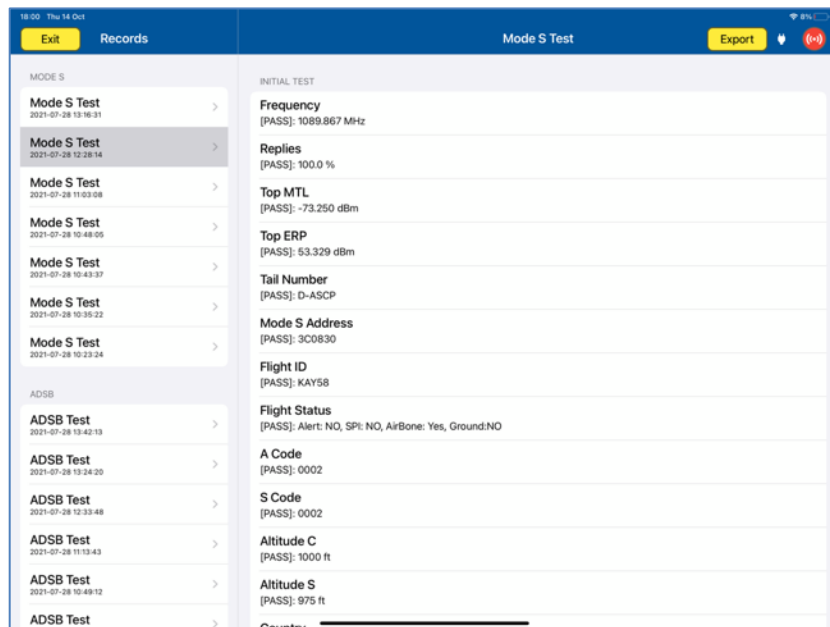 18:00 Thu 14 Oct
8%
Exit
Records
Mode S Test
Export
MODE S
Mode S Test
2021-07-28 13:16:31
Mode S Test
2021-07-28 12:28:14
Mode S Test
2021-07-28 11:03:08
Mode S Test
2021-07-28 10:48:05
Mode S Test
2021-07-28 10:43:37
Mode S Test
2021-07-28 10:35:22
Mode S Test
2021-07-28 10:23:24
ADSB
ADSB Test
2021-07-28 13:42:13
ADSB Test
2021-07-28 13:24:20
ADSB Test
2021-07-28 12:33:48
ADSB Test
2021-07-28 11:13:43
ADSB Test
2021-07-28 10:49:12
ADSB Test
INITIAL TEST
Frequency
[PASS]: 1089.867 MHz
Replies
[PASS]: 100.0 %
Top MTL
[PASS]: -73.250 dBm
Top ERP
[PASS]: 53.329 dBm
Tail Number
[PASS]: D-ASCP
Mode S Address
[PASS]: 3C0830
Flight ID
[PASS]: KAY58
Flight Status
[PASS]: Alert: NO, SPI: NO, AirBone: Yes, Ground:NO
A Code
[PASS]: 0002
S Code
[PASS]: 0002
Altitude C
[PASS]: 1000 ft
Altitude S
[PASS]: 975 ft
Country